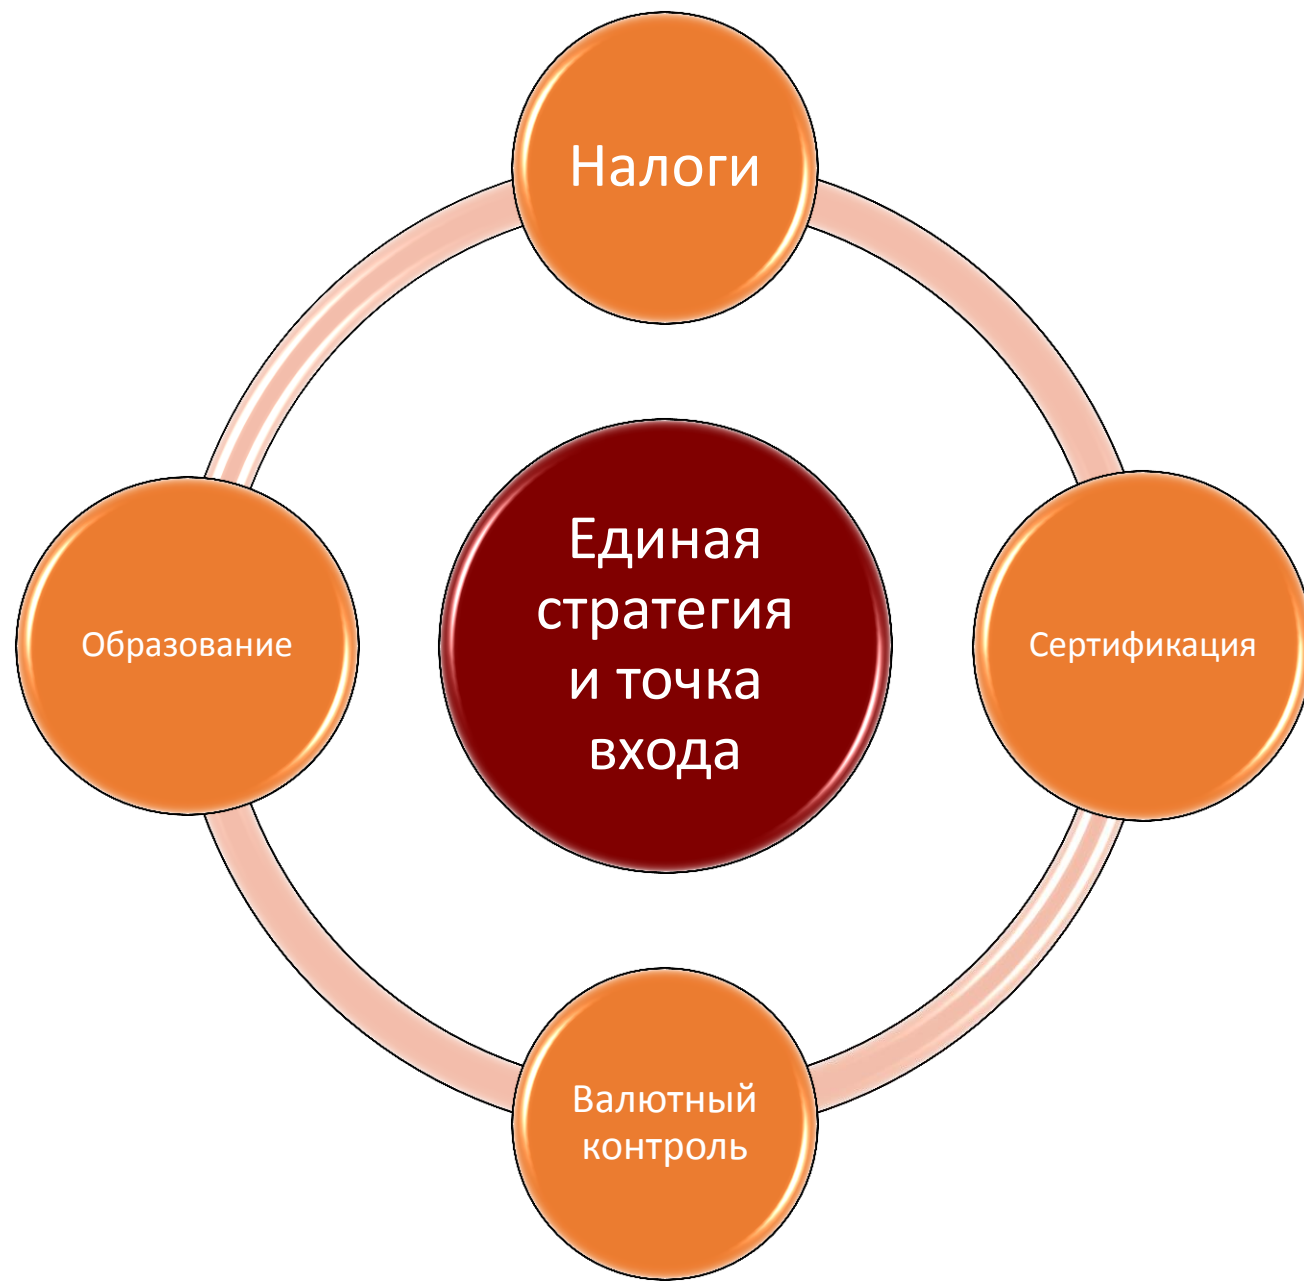 Налоги
Единая
стратегия
и точка
входа
Образование
Сертификация
Валютный
контроль